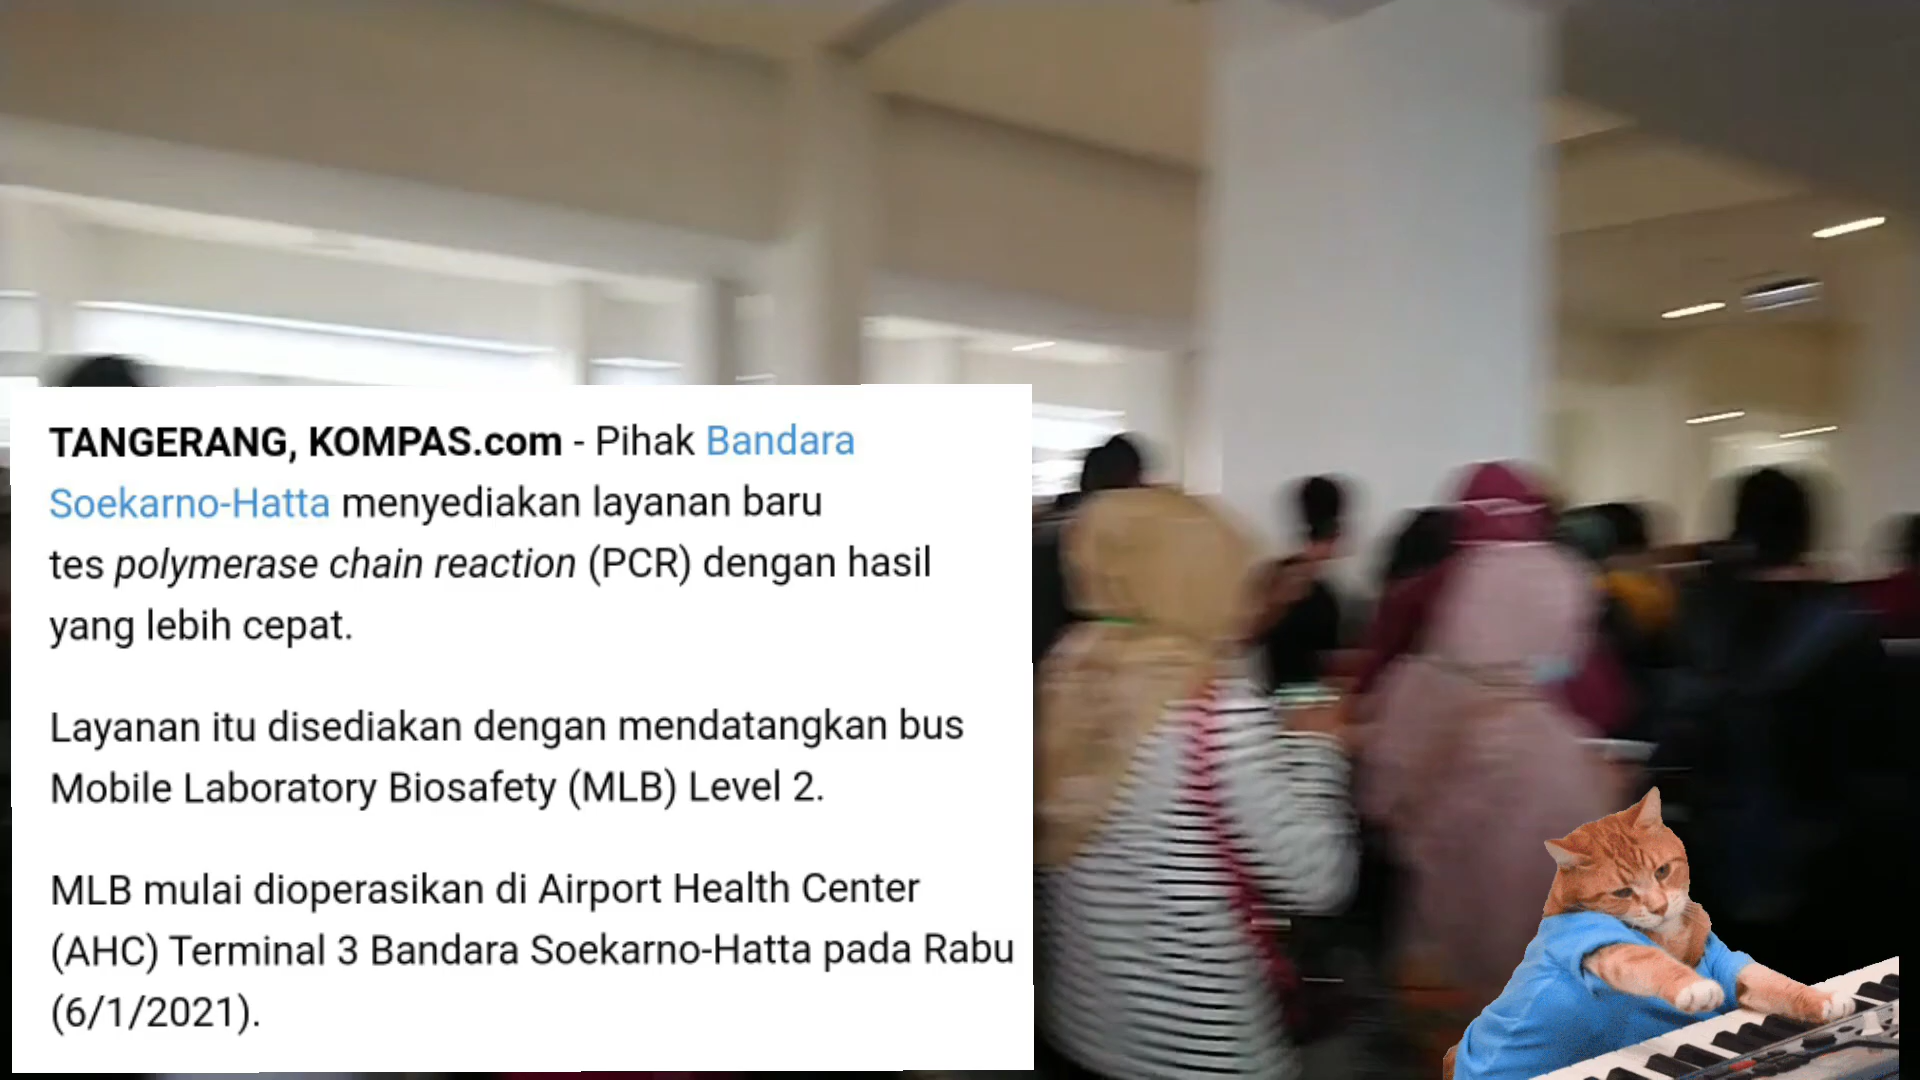 TANGERANG, KOMPAS.com - Pihak Bandara
Soekarno-Hatta menyediakan layanan baru
tes polymerase chain reaction (PCR) dengan hasil
yang lebih cepat.
Layanan itu disediakan dengan mendatangkan bus
Mobile Laboratory Biosafety (MLB) Level 2.
MLB mulai dioperasikan di Airport Health Center
(AHC) Terminal 3 Bandara Soekarno-Hatta pada Rabu
(6/1/2021).